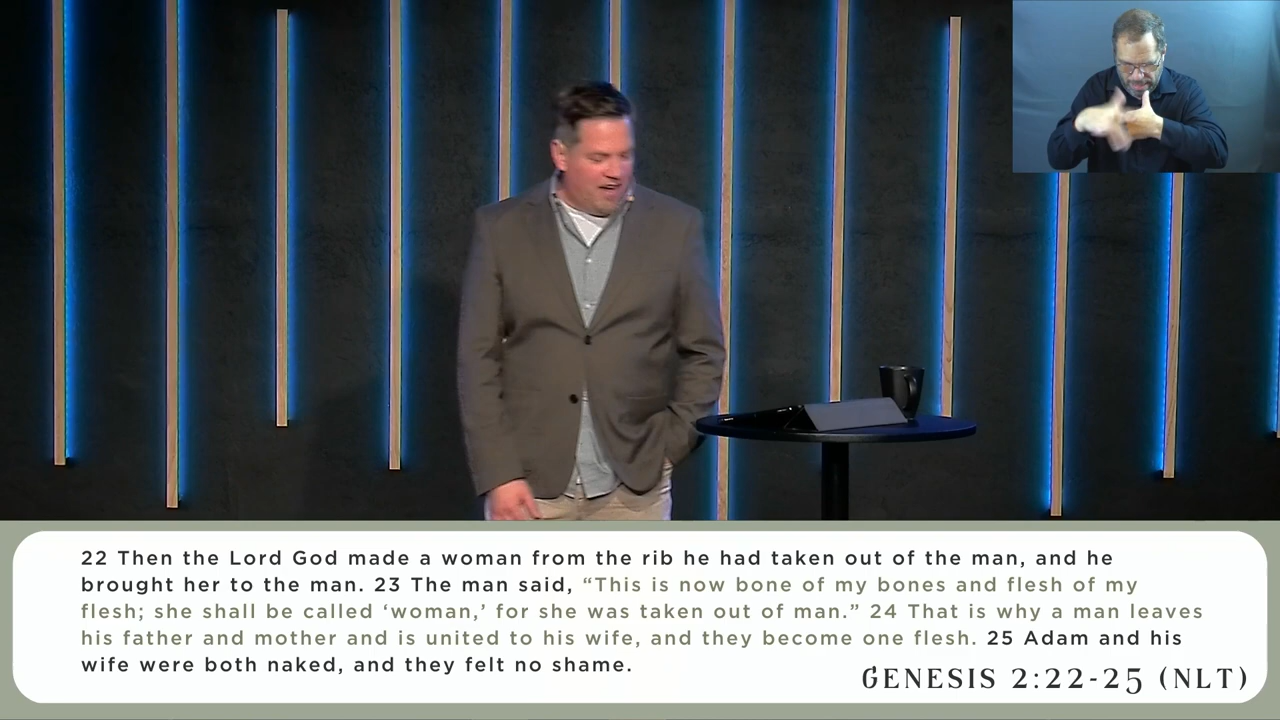 22 Then the Lord God made a woman from the rib he had taken out of the man, and he
brought her to the man. 23 The man said, “This is now bone of my bones and flesh of my
flesh; she shall be called ‘woman,’ for she was taken out of man.” 24 That is why a man leaves
his father and mother and is united to his wife, and they become one flesh. 25 Adam and his
wife were both naked, and they felt no shame.
GENESIS 2:22-25 (NLT)